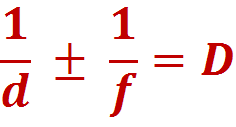 1/d ± 1/f = D